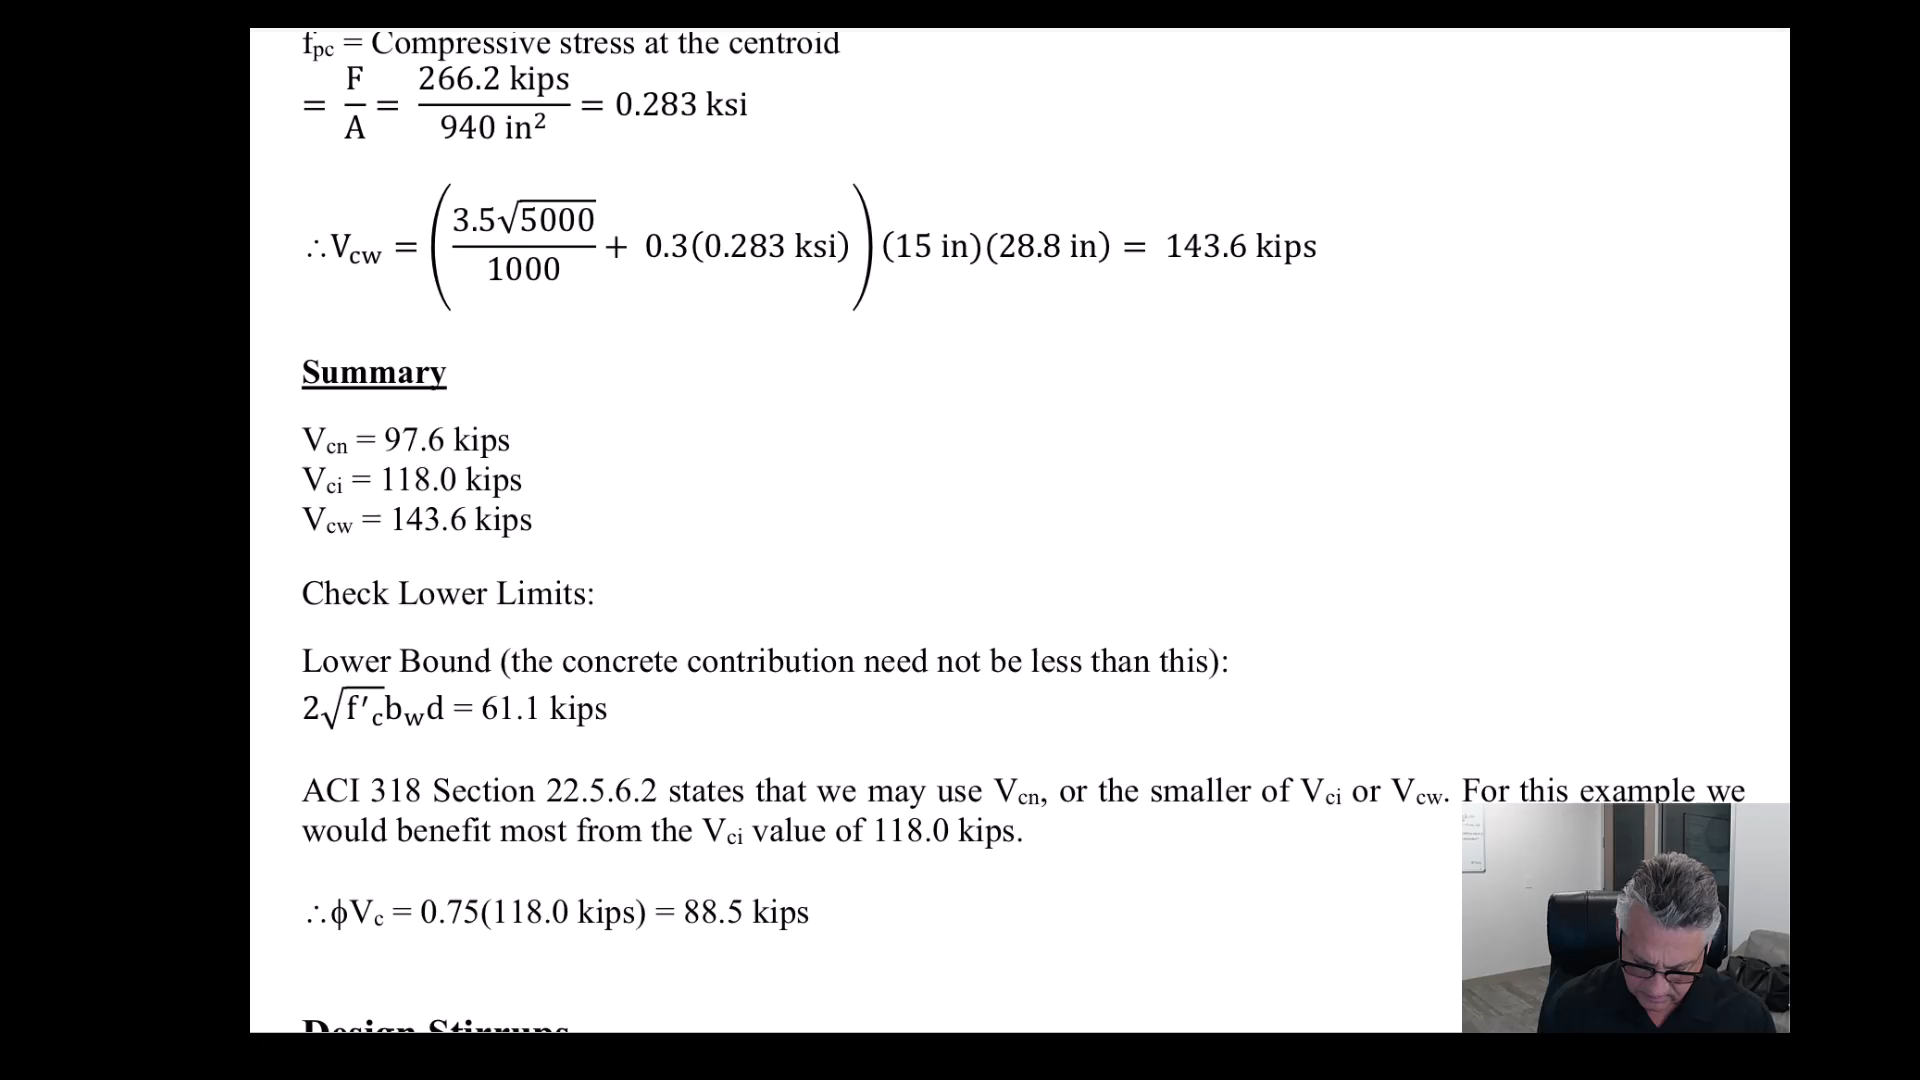 fpc = Compressive stress at the centroid
= F/A = 266.2 kips/940 in² = 0.283 ksi
∴Vcw = (3.5√5000/1000 + 0.3(0.283 ksi))(15 in)(28.8 in) = 143.6 kips
Summary
Vcn = 97.6 kips
Vci = 118.0 kips
Vcw = 143.6 kips
Check Lower Limits:
Lower Bound (the concrete contribution need not be less than this):
2√f′c bwd = 61.1 kips
ACI 318 Section 22.5.6.2 states that we may use Vcn, or the smaller of Vci or Vcw. For this example we
would benefit most from the Vci value of 118.0 kips.
∴ϕVc = 0.75(118.0 kips) = 88.5 kips
Design Stirrups